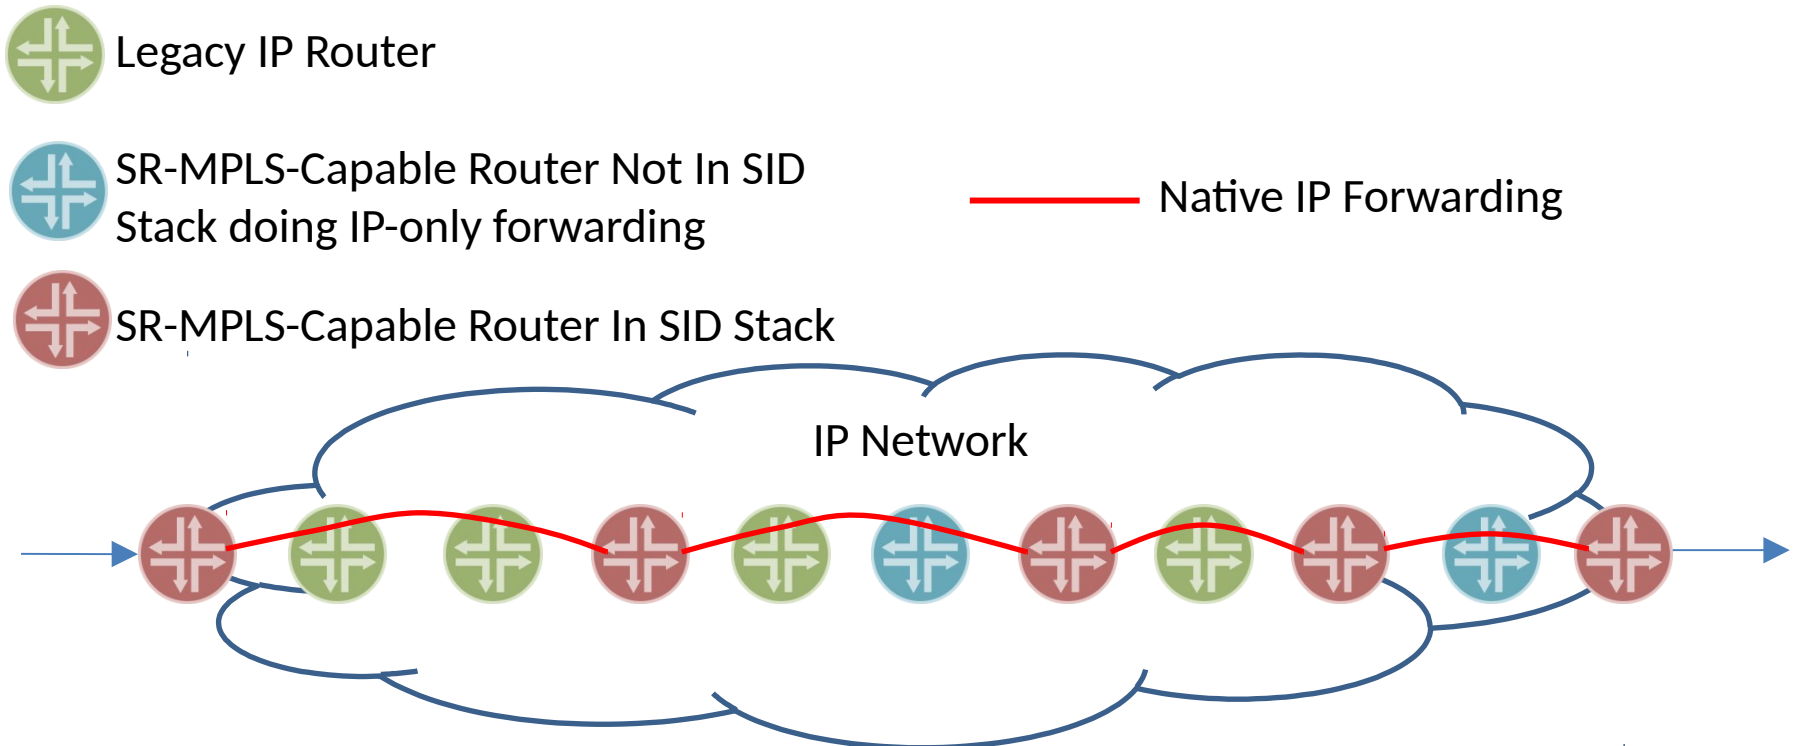 Legacy IP Router
SR-MPLS-Capable Router Not In SID
Stack doing IP-only forwarding
Native IP Forwarding
SR-MPLS-Capable Router In SID Stack
IP Network